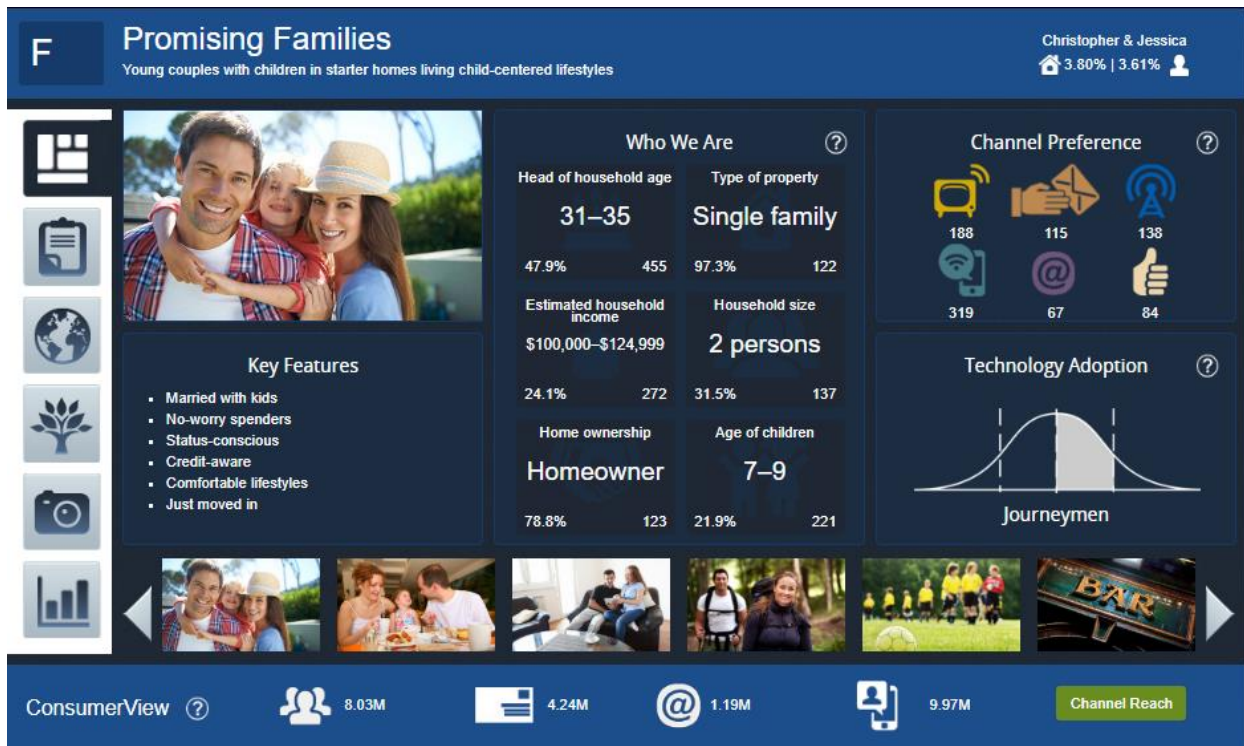 F
Promising Families
Young couples with children in starter homes living child-centered lifestyles
Christopher & Jessica
3.80% | 3.61%
Who We Are
?
Head of household age
31–35
47.9% 455
Type of property
Single family
97.3% 122
Estimated household
income
$100,000–$124,999
24.1% 272
Household size
2 persons
31.5% 137
Home ownership
Homeowner
78.8% 123
Age of children
7–9
21.9% 221
Channel Preference
?
188 115 138
@
319 67 84
Key Features
Married with kids
No-worry spenders
Status-conscious
Credit-aware
Comfortable lifestyles
Just moved in
Technology Adoption
?
Journeymen
BAR
ConsumerView ?
8.03M
4.24M
@ 1.19M
9.97M
Channel Reach